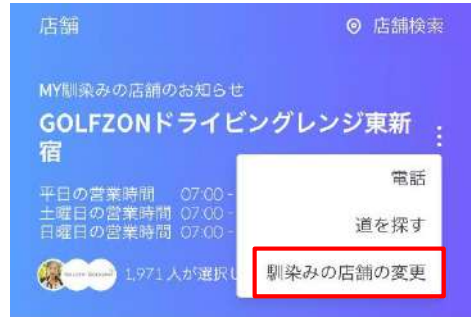 店舗
店舗検索
MY馴染みの店舗のお知らせ
GOLFZONドライビングレンジ東新
宿
平日の営業時間 07:00 -
土曜日の営業時間 07:00 -
日曜日の営業時間 07:00 -
1,971 人が選択し
電話
道を探す
馴染みの店舗の変更